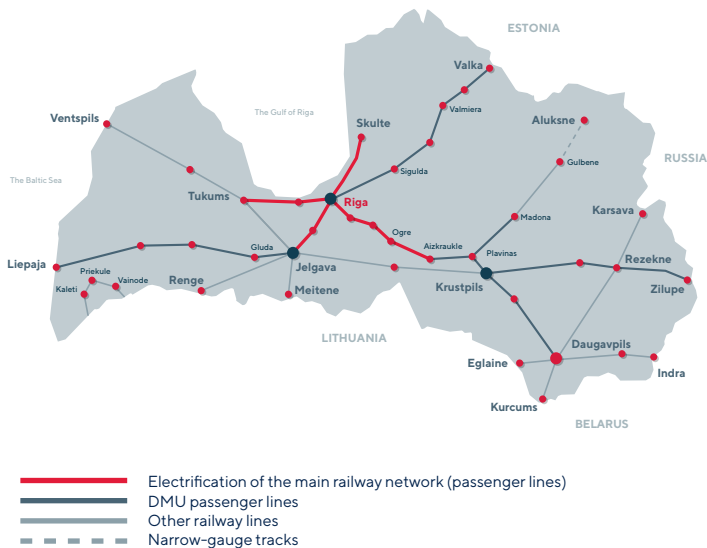 ESTONIA
Valka
Ventspils
The Gulf of Riga
Valmiera
Skulte
Aluksne
RUSSIA
Gulbene
Sigulda
The Baltic Sea
Tukums
Riga
Karsava
Madona
Ogre
Gluda
Aizkraukle
Plavinas
Liepaja
Jelgava
Rezekne
Priekule
Vainode
Renge
Krustpils
Kaleti
Meitene
Zilupe
LITHUANIA
Daugavpils
Eglaine
Indra
Kurcums
BELARUS
Electrification of the main railway network (passenger lines)
DMU passenger lines
Other railway lines
Narrow-gauge tracks